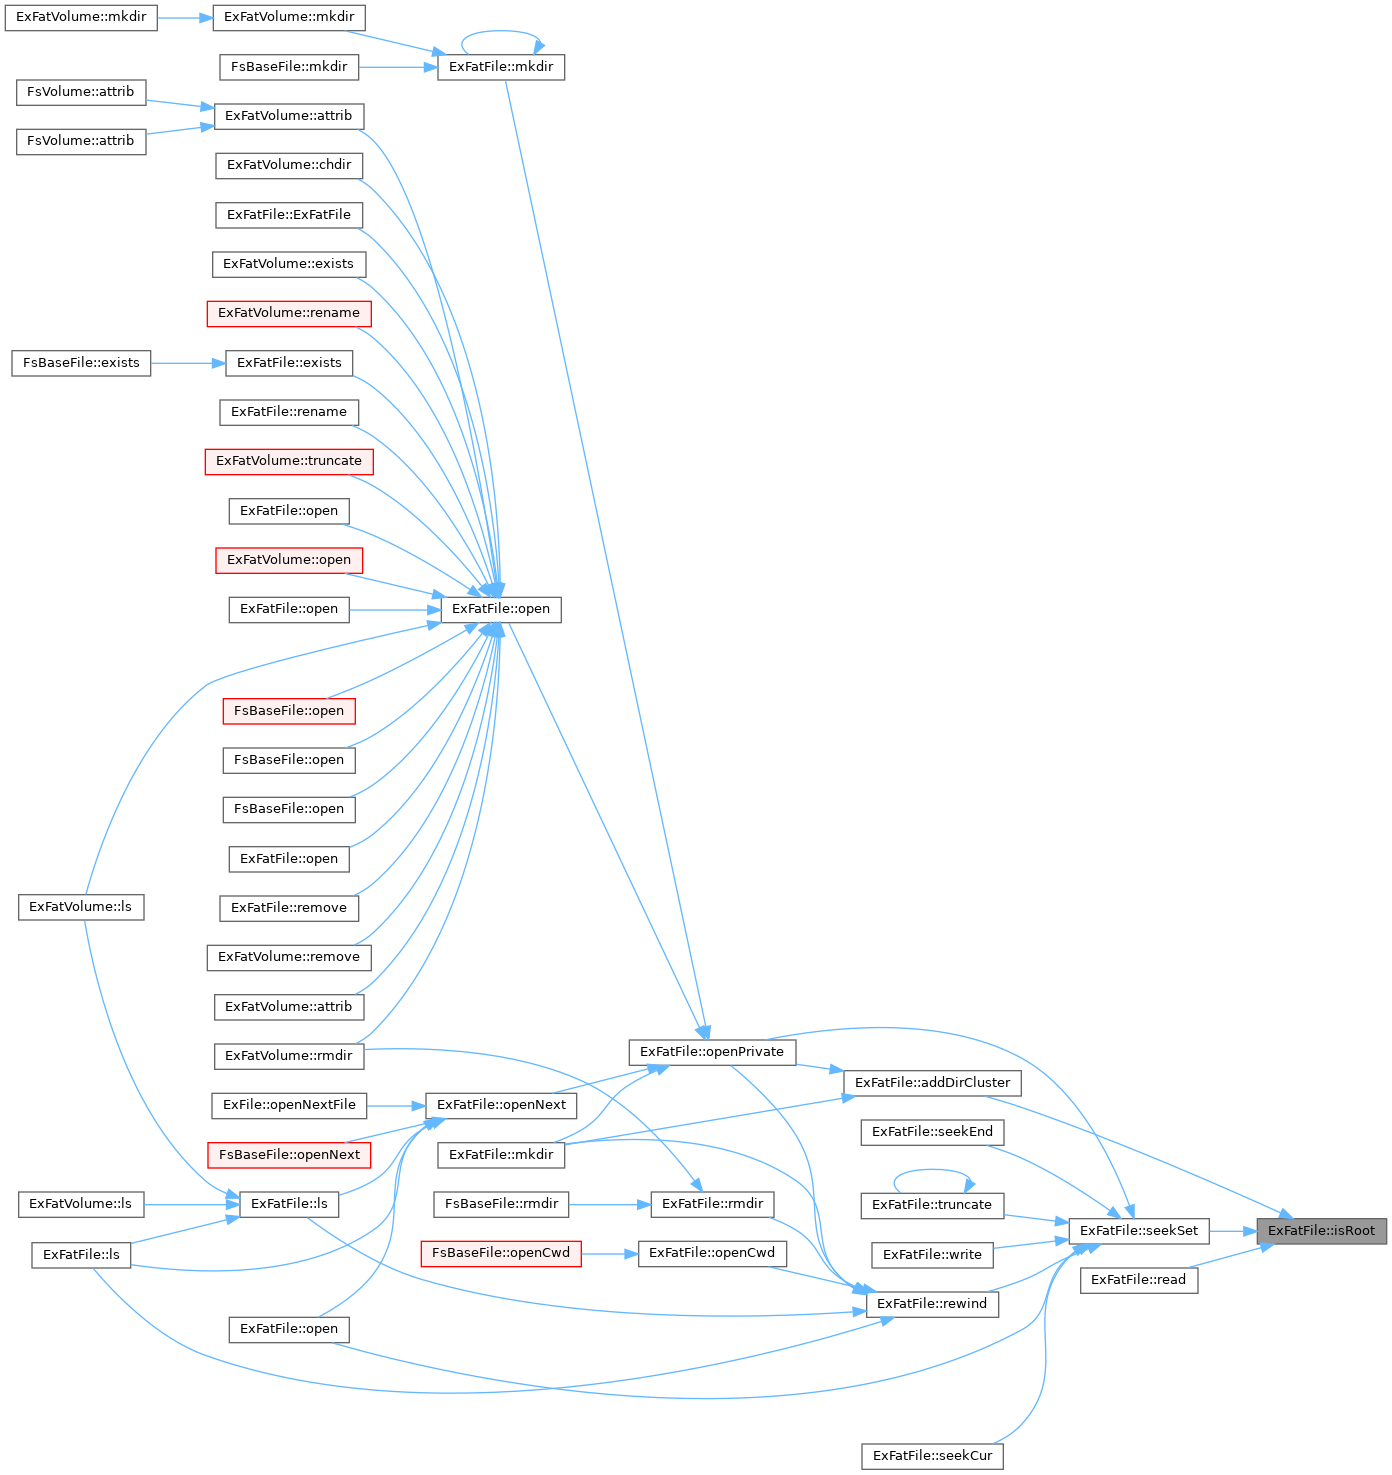 ExFatVolume::mkdir
ExFatVolume::mkdir
ExFatFile::mkdir
FsBaseFile::mkdir
FsVolume::attrib
ExFatVolume::attrib
FsVolume::attrib
ExFatVolume::chdir
ExFatFile::ExFatFile
ExFatVolume::exists
ExFatVolume::rename
FsBaseFile::exists
ExFatFile::exists
ExFatFile::rename
ExFatVolume::truncate
ExFatFile::open
ExFatVolume::open
ExFatFile::open
ExFatFile::open
FsBaseFile::open
FsBaseFile::open
FsBaseFile::open
ExFatFile::open
ExFatVolume::ls
ExFatFile::remove
ExFatVolume::remove
ExFatVolume::attrib
ExFatVolume::rmdir
ExFatFile::openPrivate
ExFatFile::addDirCluster
ExFile::openNextFile
ExFatFile::openNext
ExFatFile::seekEnd
FsBaseFile::openNext
ExFatFile::mkdir
ExFatVolume::ls
ExFatFile::ls
FsBaseFile::rmdir
ExFatFile::rmdir
ExFatFile::truncate
ExFatFile::seekSet
ExFatFile::isRoot
ExFatFile::ls
FsBaseFile::openCwd
ExFatFile::openCwd
ExFatFile::write
ExFatFile::read
ExFatFile::rewind
ExFatFile::open
ExFatFile::seekCur